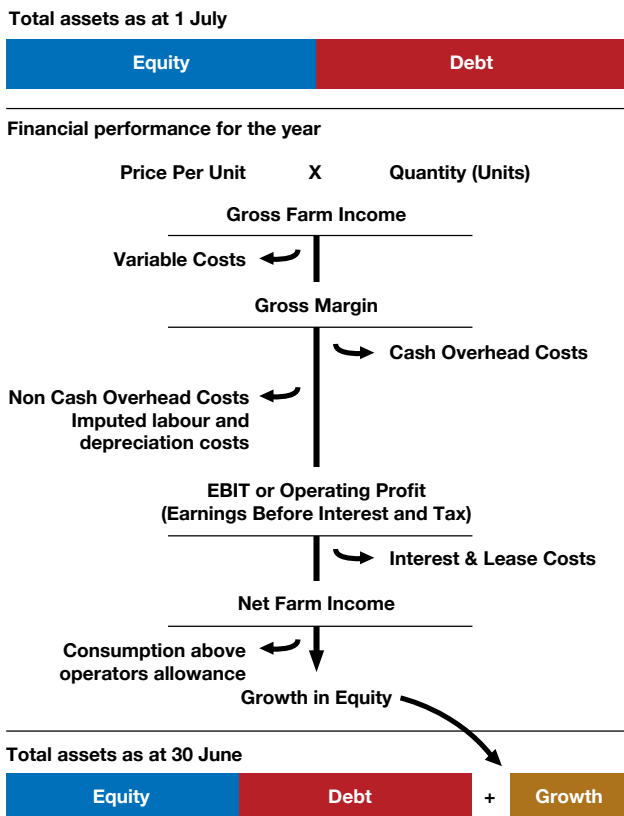 Total assets as at 1 July
Equity Debt
Financial performance for the year
Price Per Unit X Quantity (Units)
Gross Farm Income
Variable Costs
Gross Margin
Cash Overhead Costs
Non Cash Overhead Costs
Imputed labour and
depreciation costs
EBIT or Operating Profit
(Earnings Before Interest and Tax)
Interest & Lease Costs
Net Farm Income
Consumption above
operators allowance
Growth in Equity
Total assets as at 30 June
Equity Debt + Growth